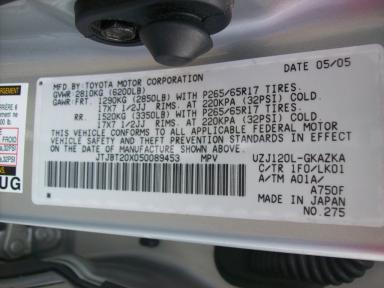 MFD BY TOYOTA MOTOR CORPORATION DATE 05/05
GVWR 2810KG (6200LB)
GAWR: FRT. 1290KG (2850LB) WITH P265/65R17 TIRES.
17X7 1/2JJ RIMS. AT 220KPA (32PSI) COLD.
RR. 1520KG (3350LB) WITH P265/65R17 TIRES.
17X7 1/2JJ RIMS. AT 220KPA (32PSI) COLD.
THIS VEHICLE CONFORMS TO ALL APPLICABLE FEDERAL MOTOR
VEHICLE SAFETY AND THEFT PREVENTION STANDARDS IN EFFECT
ON THE DATE OF MANUFACTURE SHOWN ABOVE.
JTJBT20X050089453 MPV UZJ120L-GKAZKA
C/TR 1F0/LK01
A/TM A01A/
A750F
MADE IN JAPAN
NO.275
UG